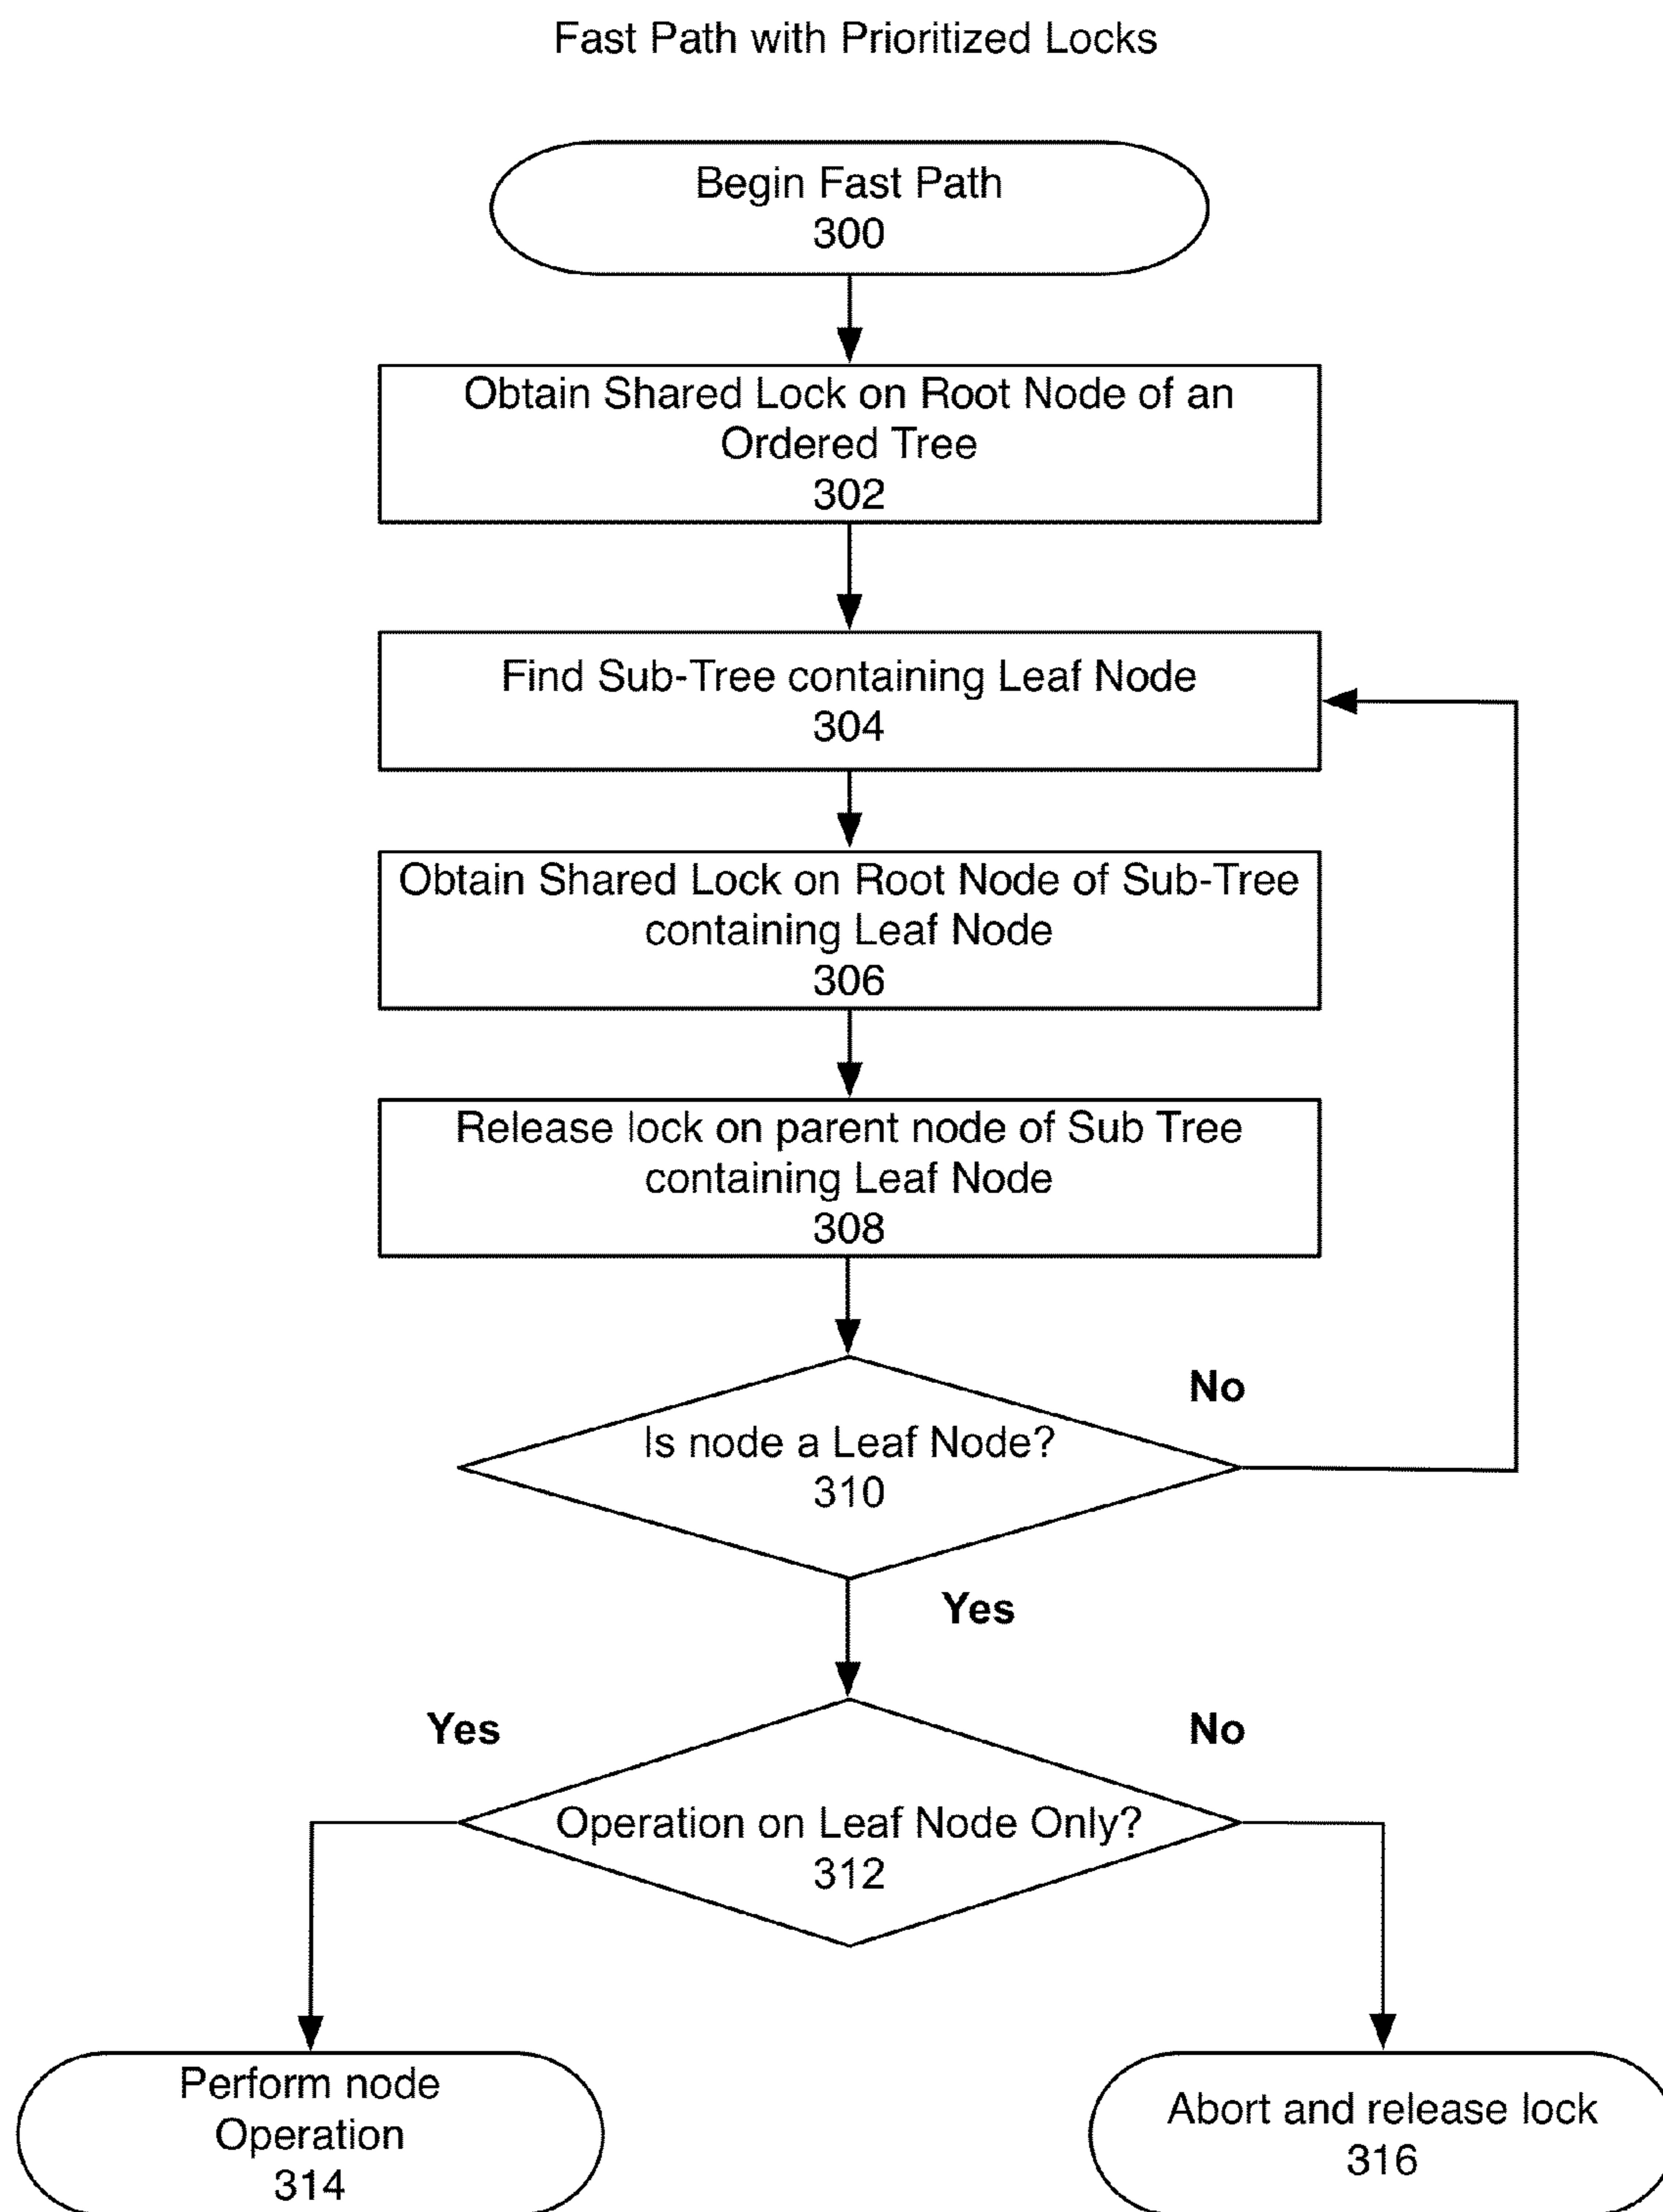 Fast Path with Prioritized Locks
Begin Fast Path
300
Obtain Shared Lock on Root Node of an
Ordered Tree
302
Find Sub-Tree containing Leaf Node
304
Obtain Shared Lock on Root Node of Sub-Tree
containing Leaf Node
306
Release lock on parent node of Sub Tree
containing Leaf Node
308
No
Is node a Leaf Node?
310
Yes
Yes
No
Operation on Leaf Node Only?
312
Perform node
Operation
314
Abort and release lock
316